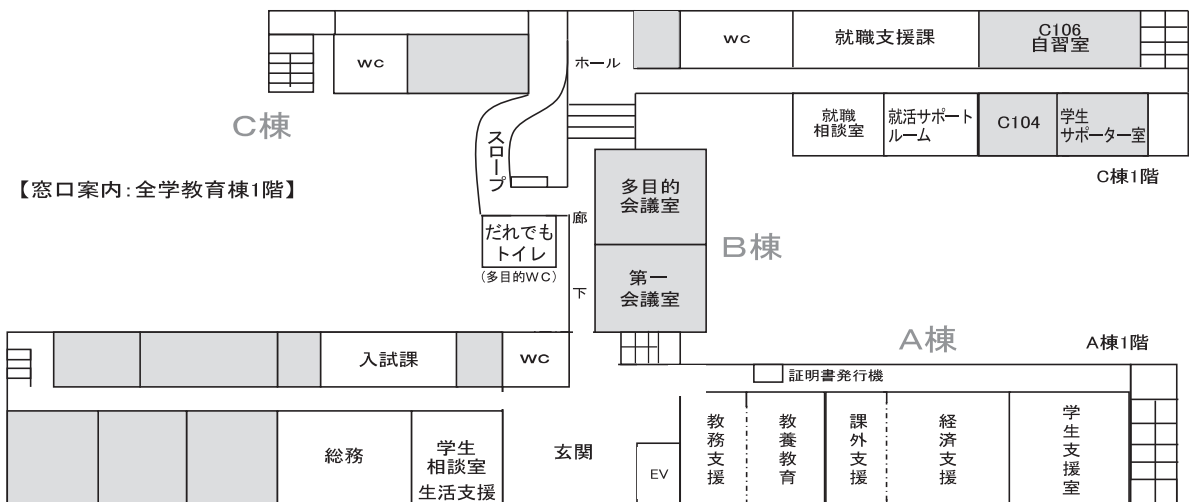 C106
自習室
wc
就職支援課
wc
ホール
C棟
就職
相談室
就活サポート
ルーム
C104
学生
サポーター室
スロープ
C棟1階
【窓口案内:全学教育棟1階】
多目的
会議室
廊
下
だれでも
トイレ
(多目的WC)
B棟
第一
会議室
A棟
A棟1階
入試課
wc
証明書発行機
総務
学生
相談室
生活支援
玄関
EV
教務支援
教養教育
課外支援
経済支援
学生支援室